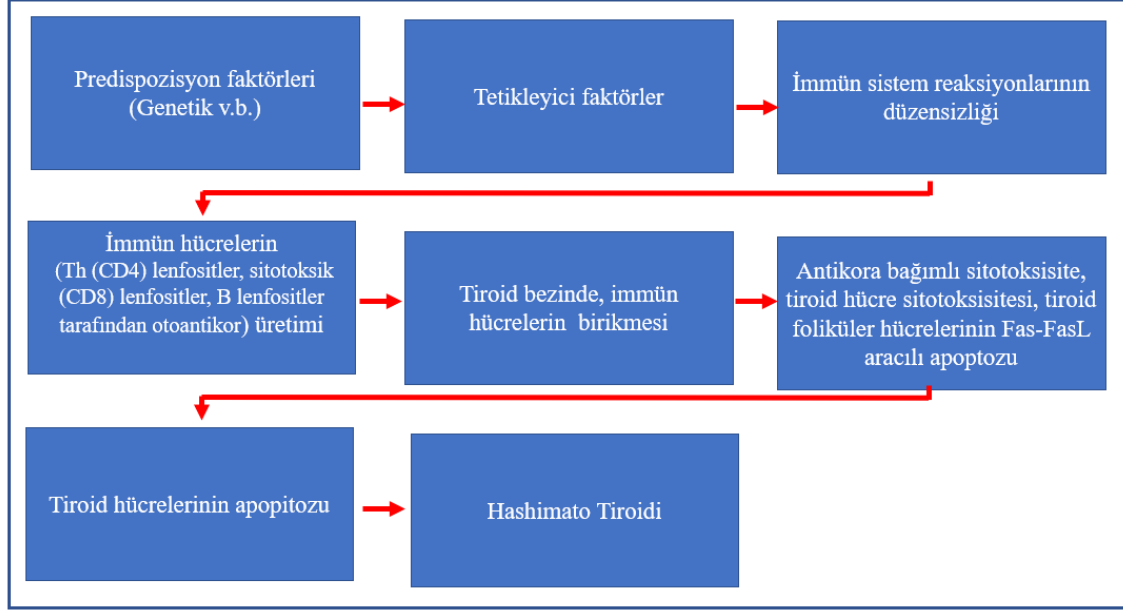 Predispozisyon faktörleri
(Genetik v.b.)
Tetikleyici faktörler
İmmün sistem reaksiyonlarının
düzensizliği
İmmün hücrelerin
(Th (CD4) lenfositler, sitotoksik
(CD8) lenfositler, B lenfositler
tarafından otoantikor) üretimi
Tiroid bezinde, immün
hücrelerin birikmesi
Antikora bağımlı sitotoksisite,
tiroid hücre sitotoksisitesi, tiroid
foliküler hücrelerinin Fas-FasL
aracılı apoptozu
Tiroid hücrelerinin apopitozu
Hashimato Tiroidi